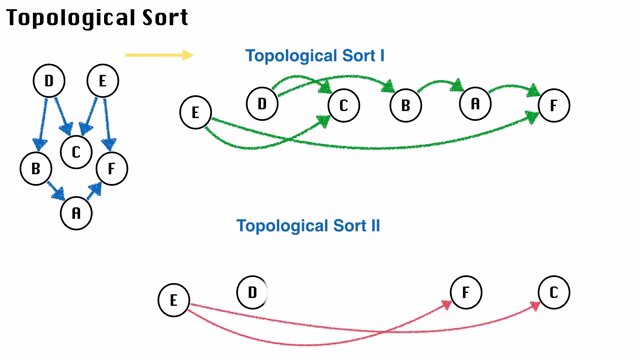 Topological Sort
Topological Sort I
D E
E D C B A F
B C F
A
Topological Sort II
E D F C